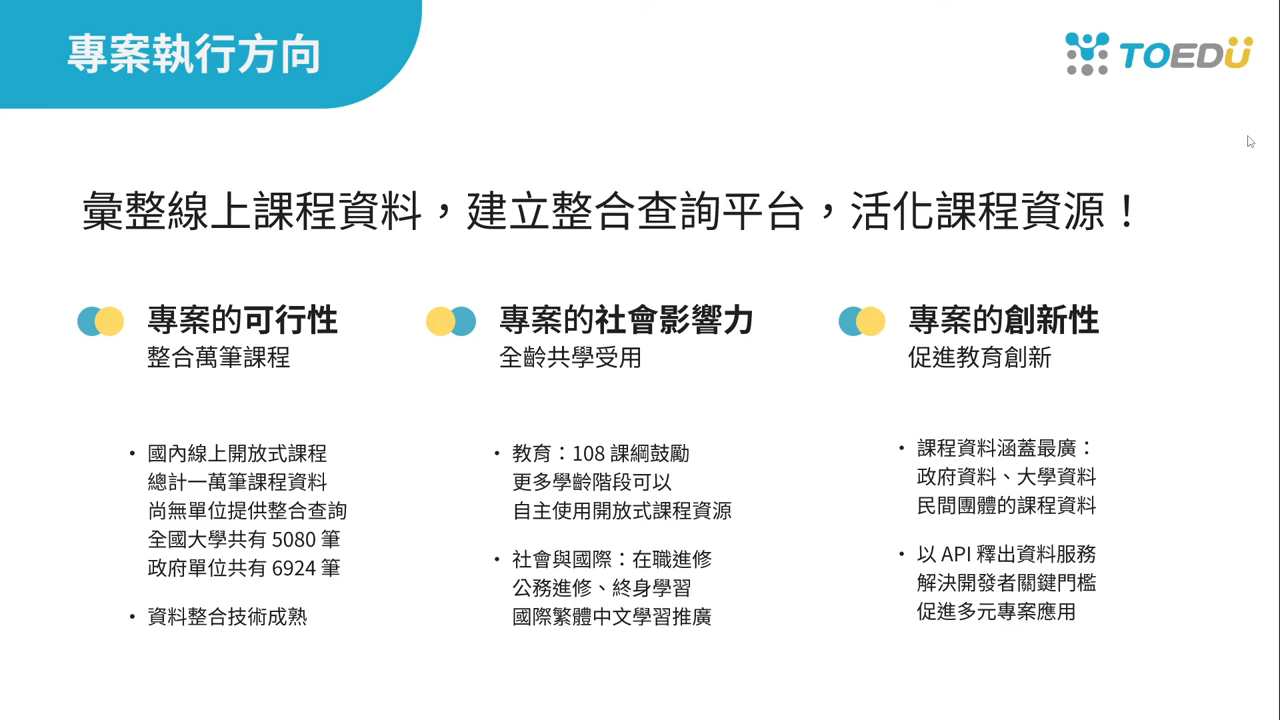 專案執行方向
TOEDU
彙整線上課程資料，建立整合查詢平台，活化課程資源！
專案的可行性
整合萬筆課程
• 國內線上開放式課程
總計一萬筆課程資料
尚無單位提供整合查詢
全國大學共有 5080 筆
政府單位共有 6924 筆
• 資料整合技術成熟
專案的社會影響力
全齡共學受用
• 教育：108 課綱鼓勵
更多學齡階段可以
自主使用開放式課程資源
• 社會與國際：在職進修
公務進修、終身學習
國際繁體中文學習推廣
專案的創新性
促進教育創新
• 課程資料涵蓋最廣：
政府資料、大學資料
民間團體的課程資料
• 以 API 釋出資料服務
解決開發者關鍵門檻
促進多元專案應用